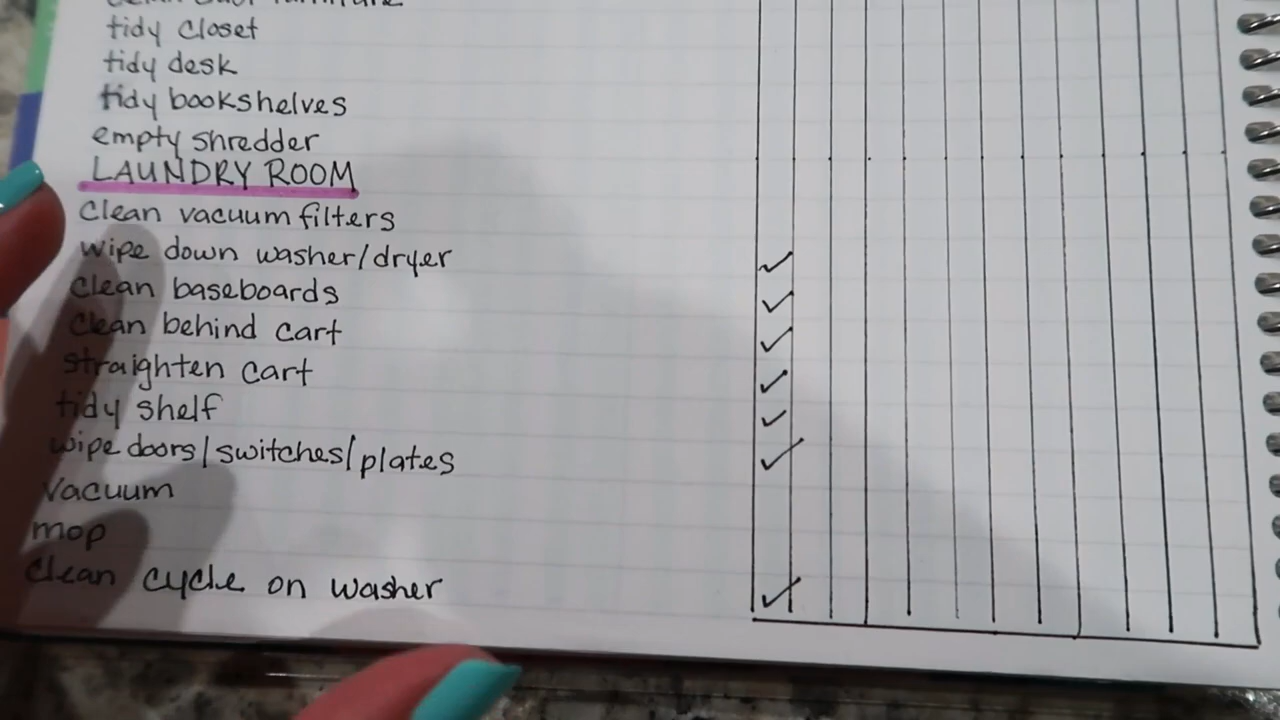 tidy closet
tidy desk
tidy bookshelves
empty shredder
LAUNDRY ROOM
clean vacuum filters
wipe down washer/dryer
clean baseboards
clean behind cart
straighten cart
tidy shelf
wipe doors/switches/plates
vacuum
mop
clean cycle on washer